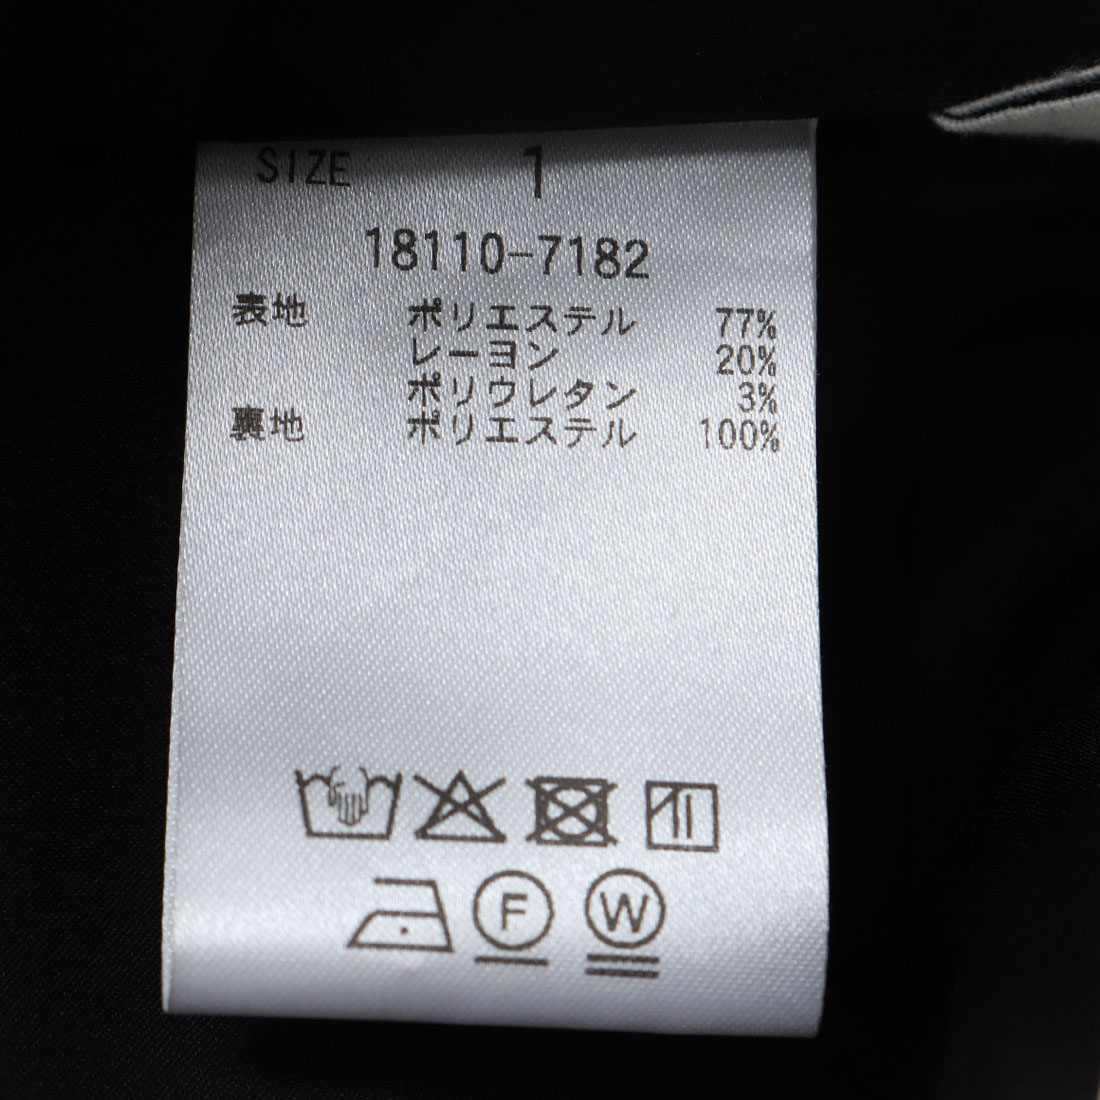 SIZE 1
18110-7182
表地 ポリエステル 77%
レーヨン 20%
ポリウレタン 3%
裏地 ポリエステル 100%
F W